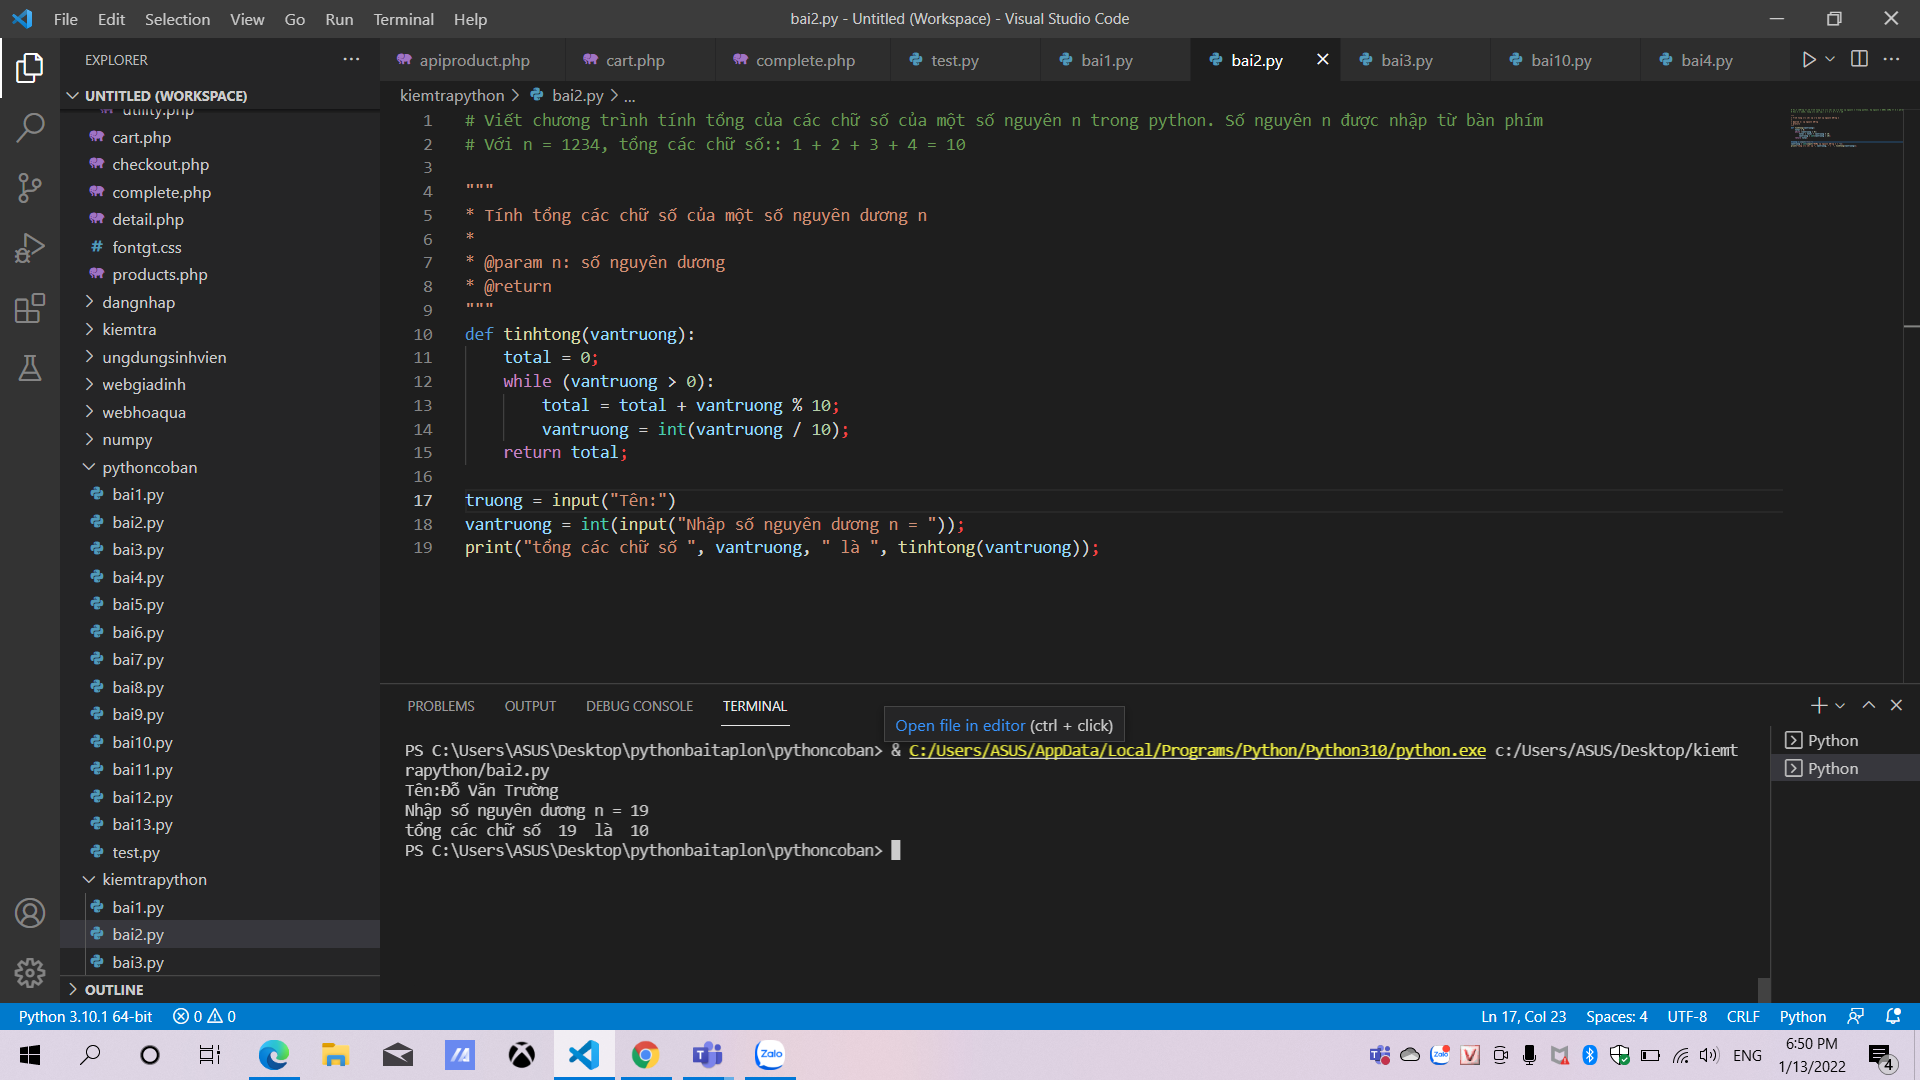 File Edit Selection View Go Run Terminal Help
bai2.py - Untitled (Workspace) - Visual Studio Code
EXPLORER
UNTITLED (WORKSPACE)
utility.php
cart.php
checkout.php
complete.php
detail.php
# fontgt.css
products.php
dangnhap
kiemtra
ungdungsinhvien
webgiadinh
webhoaqua
numpy
pythoncoban
bai1.py
bai2.py
bai3.py
bai4.py
bai5.py
bai6.py
bai7.py
bai8.py
bai9.py
bai10.py
bai11.py
bai12.py
bai13.py
test.py
kiemtrapython
bai1.py
bai2.py
bai3.py
OUTLINE
apiproduct.php cart.php complete.php test.py bai1.py bai2.py bai3.py bai10.py bai4.py
kiemtrapython > bai2.py > ...
1 # Viết chương trình tính tổng của các chữ số của một số nguyên n trong python. Số nguyên n được nhập từ bàn phím
2 # Với n = 1234, tổng các chữ số:: 1 + 2 + 3 + 4 = 10
3
4 """
5 * Tính tổng các chữ số của một số nguyên dương n
6 *
7 * @param n: số nguyên dương
8 * @return
9 """
10 def tinhtong(vantruong):
11 total = 0;
12 while (vantruong > 0):
13 total = total + vantruong % 10;
14 vantruong = int(vantruong / 10);
15 return total;
16
17 truong = input("Tên:")
18 vantruong = int(input("Nhập số nguyên dương n = "));
19 print("tổng các chữ số ", vantruong, " là ", tinhtong(vantruong));
PROBLEMS OUTPUT DEBUG CONSOLE TERMINAL
Open file in editor (ctrl + click)
PS C:\Users\ASUS\Desktop\pythonbaitaplon\pythoncoban> & C:/Users/ASUS/AppData/Local/Programs/Python/Python310/python.exe c:/Users/ASUS/Desktop/kiemt
rapython/bai2.py
Tên:Đỗ Văn Trường
Nhập số nguyên dương n = 19
tổng các chữ số  19  là  10
PS C:\Users\ASUS\Desktop\pythonbaitaplon\pythoncoban>
Python
Python
Python 3.10.1 64-bit 0 0
Ln 17, Col 23 Spaces: 4 UTF-8 CRLF Python
Zalo
ENG
6:50 PM
1/13/2022
4